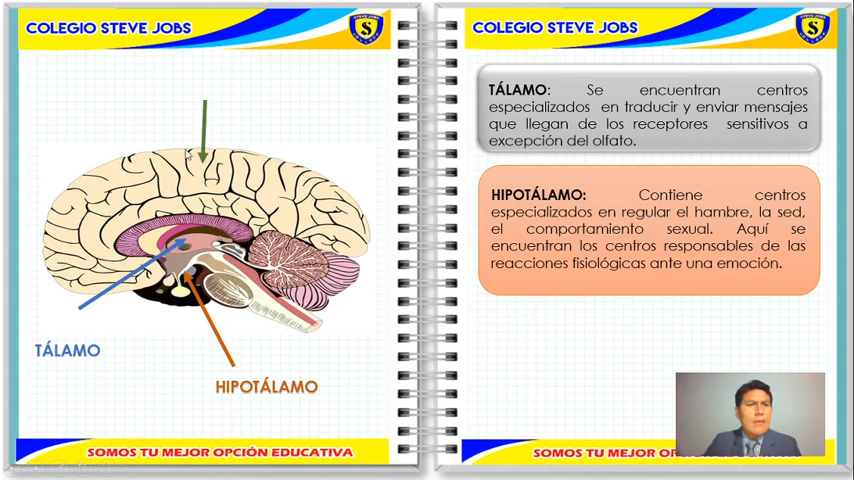 COLEGIO STEVE JOBS
TÁLAMO
HIPOTÁLAMO
SOMOS TU MEJOR OPCIÓN EDUCATIVA
COLEGIO STEVE JOBS
TÁLAMO: Se encuentran centros
especializados en traducir y enviar mensajes
que llegan de los receptores sensitivos a
excepción del olfato.
HIPOTÁLAMO: Contiene centros
especializados en regular el hambre, la sed,
el comportamiento sexual. Aquí se
encuentran los centros responsables de las
reacciones fisiológicas ante una emoción.
SOMOS TU MEJOR